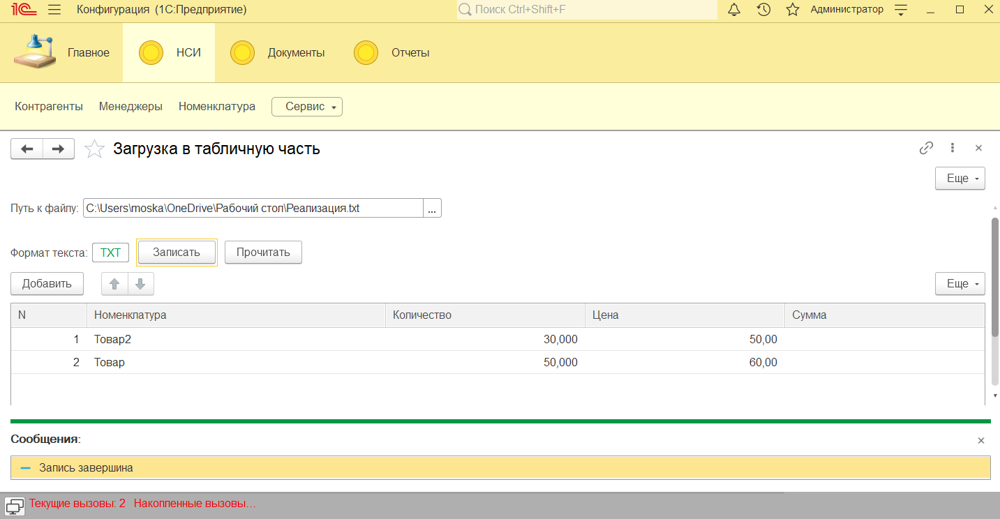 1С Конфигурация (1С:Предприятие) Поиск Ctrl+Shift+F Администратор
Главное НСИ Документы Отчеты
Контрагенты Менеджеры Номенклатура Сервис
Загрузка в табличную часть
Еще
Путь к файлу: C:\Users\moska\OneDrive\Рабочий стол\Реализация.txt ...
Формат текста: TXT Записать Прочитать
Добавить Еще
N Номенклатура Количество Цена Сумма
1 Товар2 30,000 50,00
2 Товар 50,000 60,00
Сообщения:
Запись завершина
Текущие вызовы: 2 Накопленные вызовы...